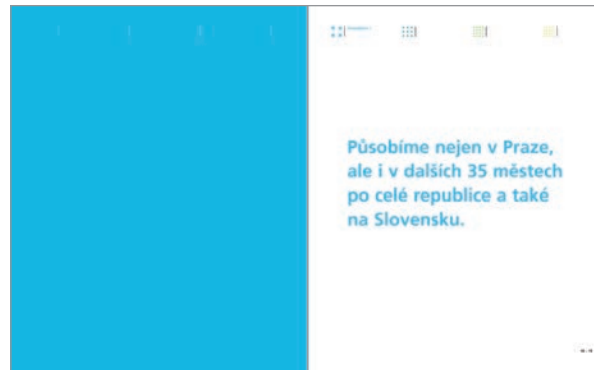 Působíme nejen v Praze,
ale i v dalších 35 městech
po celé republice a také
na Slovensku.